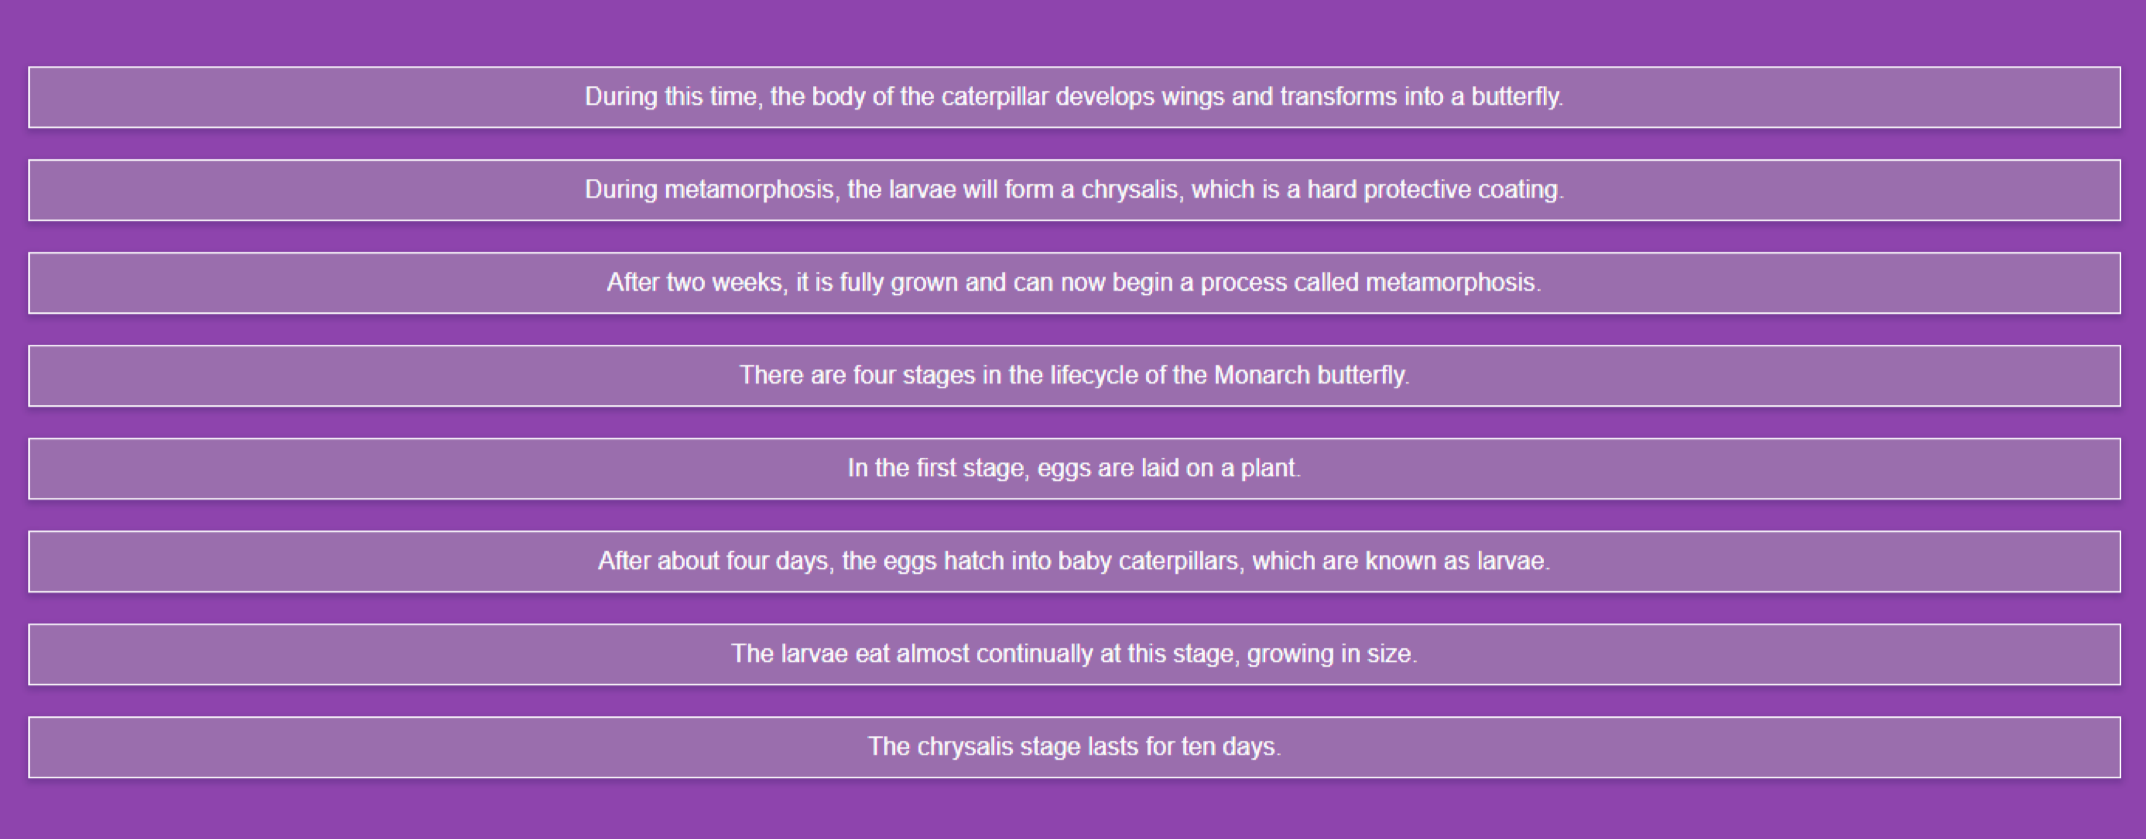 During this time, the body of the caterpillar develops wings and transforms into a butterfly.
During metamorphosis, the larvae will form a chrysalis, which is a hard protective coating.
After two weeks, it is fully grown and can now begin a process called metamorphosis.
There are four stages in the lifecycle of the Monarch butterfly.
In the first stage, eggs are laid on a plant.
After about four days, the eggs hatch into baby caterpillars, which are known as larvae.
The larvae eat almost continually at this stage, growing in size.
The chrysalis stage lasts for ten days.